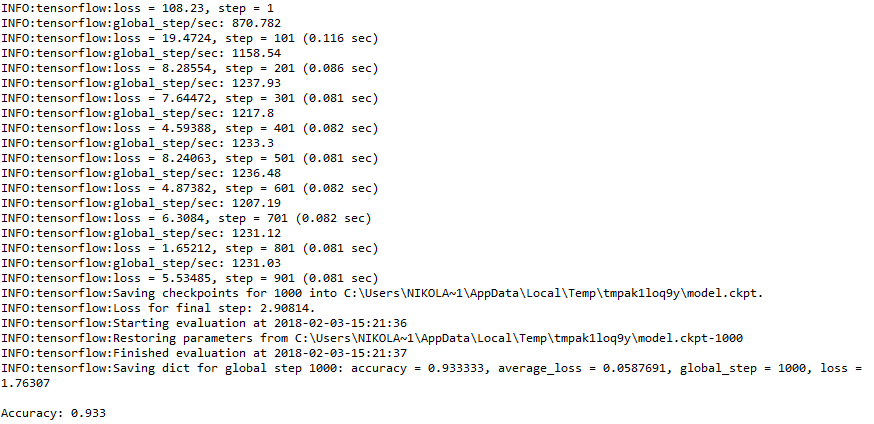 INFO:tensorflow:loss = 108.23, step = 1
INFO:tensorflow:global_step/sec: 870.782
INFO:tensorflow:loss = 19.4724, step = 101 (0.116 sec)
INFO:tensorflow:global_step/sec: 1158.54
INFO:tensorflow:loss = 8.28554, step = 201 (0.086 sec)
INFO:tensorflow:global_step/sec: 1237.93
INFO:tensorflow:loss = 7.64472, step = 301 (0.081 sec)
INFO:tensorflow:global_step/sec: 1217.8
INFO:tensorflow:loss = 4.59388, step = 401 (0.082 sec)
INFO:tensorflow:global_step/sec: 1233.3
INFO:tensorflow:loss = 8.24063, step = 501 (0.081 sec)
INFO:tensorflow:global_step/sec: 1236.48
INFO:tensorflow:loss = 4.87382, step = 601 (0.082 sec)
INFO:tensorflow:global_step/sec: 1207.19
INFO:tensorflow:loss = 6.3084, step = 701 (0.082 sec)
INFO:tensorflow:global_step/sec: 1231.12
INFO:tensorflow:loss = 1.65212, step = 801 (0.081 sec)
INFO:tensorflow:global_step/sec: 1231.03
INFO:tensorflow:loss = 5.53485, step = 901 (0.081 sec)
INFO:tensorflow:Saving checkpoints for 1000 into C:\Users\NIKOLA~1\AppData\Local\Temp\tmpak1loq9y\model.ckpt.
INFO:tensorflow:Loss for final step: 2.90814.
INFO:tensorflow:Starting evaluation at 2018-02-03-15:21:36
INFO:tensorflow:Restoring parameters from C:\Users\NIKOLA~1\AppData\Local\Temp\tmpak1loq9y\model.ckpt-1000
INFO:tensorflow:Finished evaluation at 2018-02-03-15:21:37
INFO:tensorflow:Saving dict for global step 1000: accuracy = 0.933333, average_loss = 0.0587691, global_step = 1000, loss =
1.76307
Accuracy: 0.933